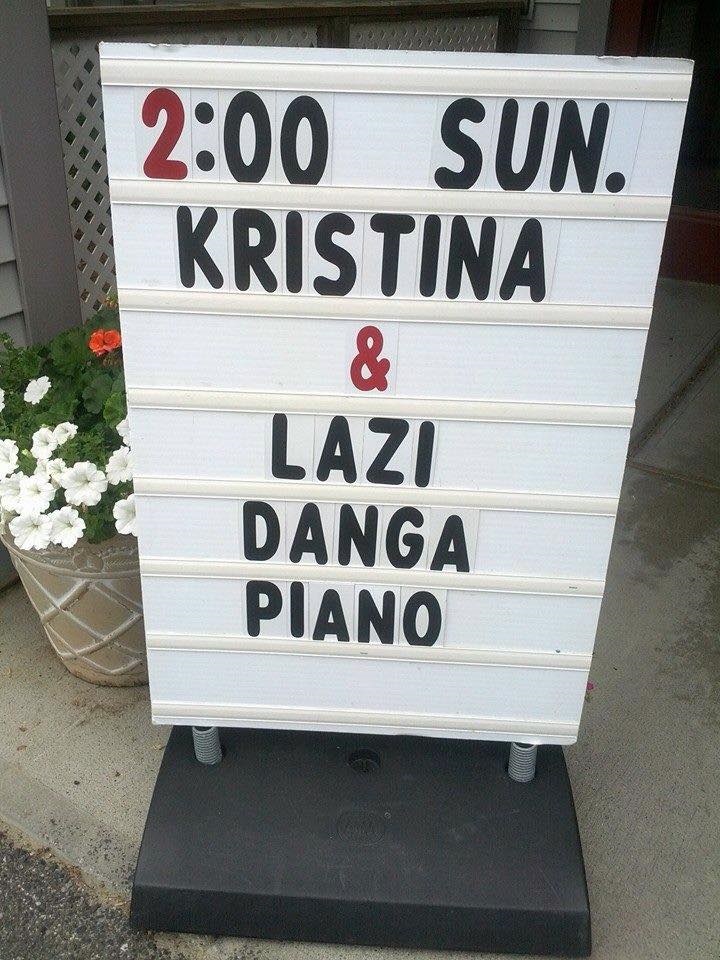 2:00 SUN.
KRISTINA
&
LAZI
DANGA
PIANO